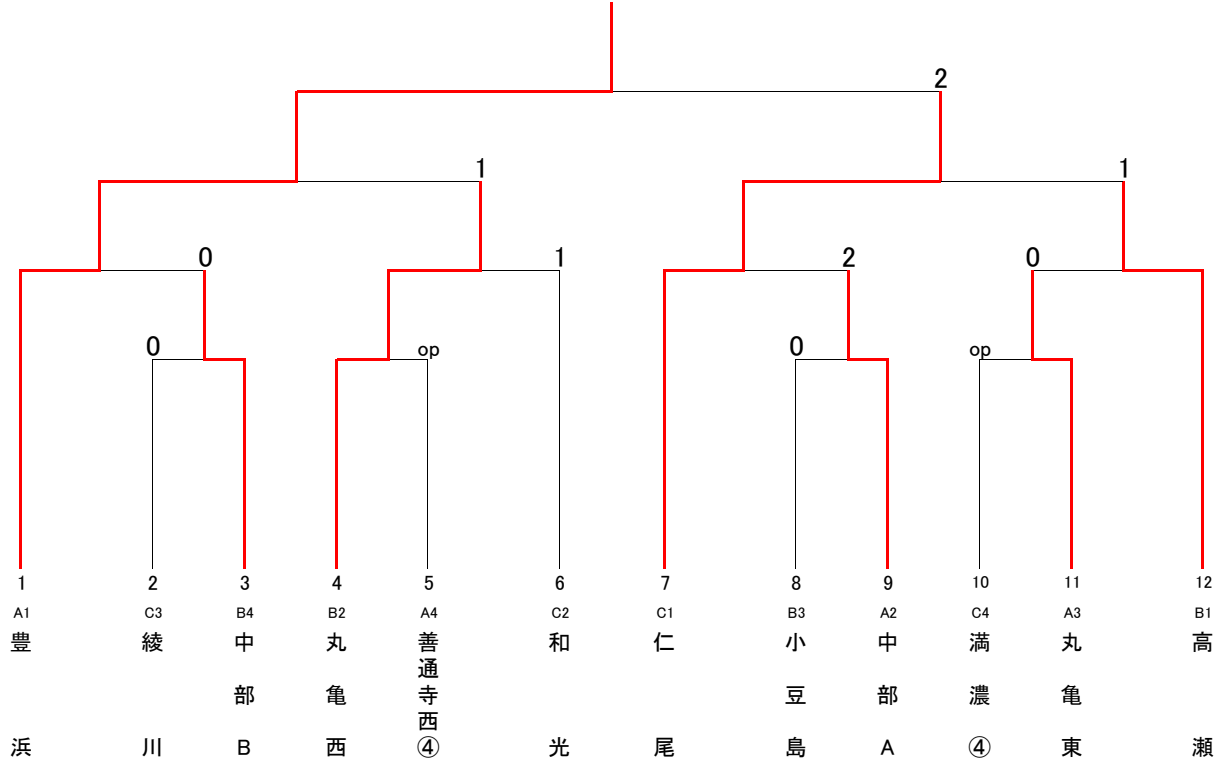 2
1
1
0
1
2
0
0
op
0
op
1
2
3
4
5
6
7
8
9
10
11
12
A1
C3
B4
B2
A4
C2
C1
B3
A2
C4
A3
B1
豊浜
綾川
中部B
丸亀西
善通寺西④
和光
仁尾
小豆島
中部A
満濃④
丸亀東
高瀬